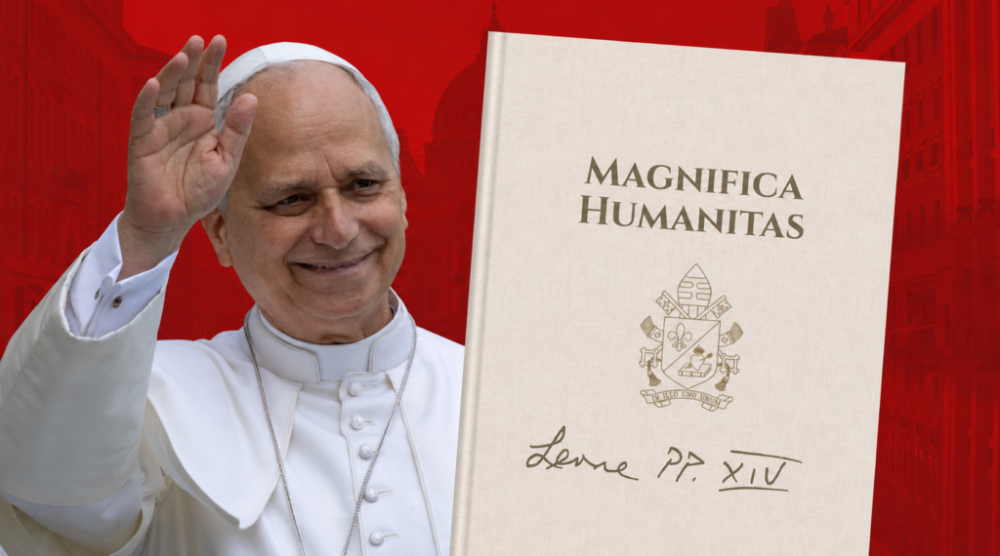 MAGNIFICA
HUMANITAS
IN ILLO UNO UNUM
Leone PP. XIV